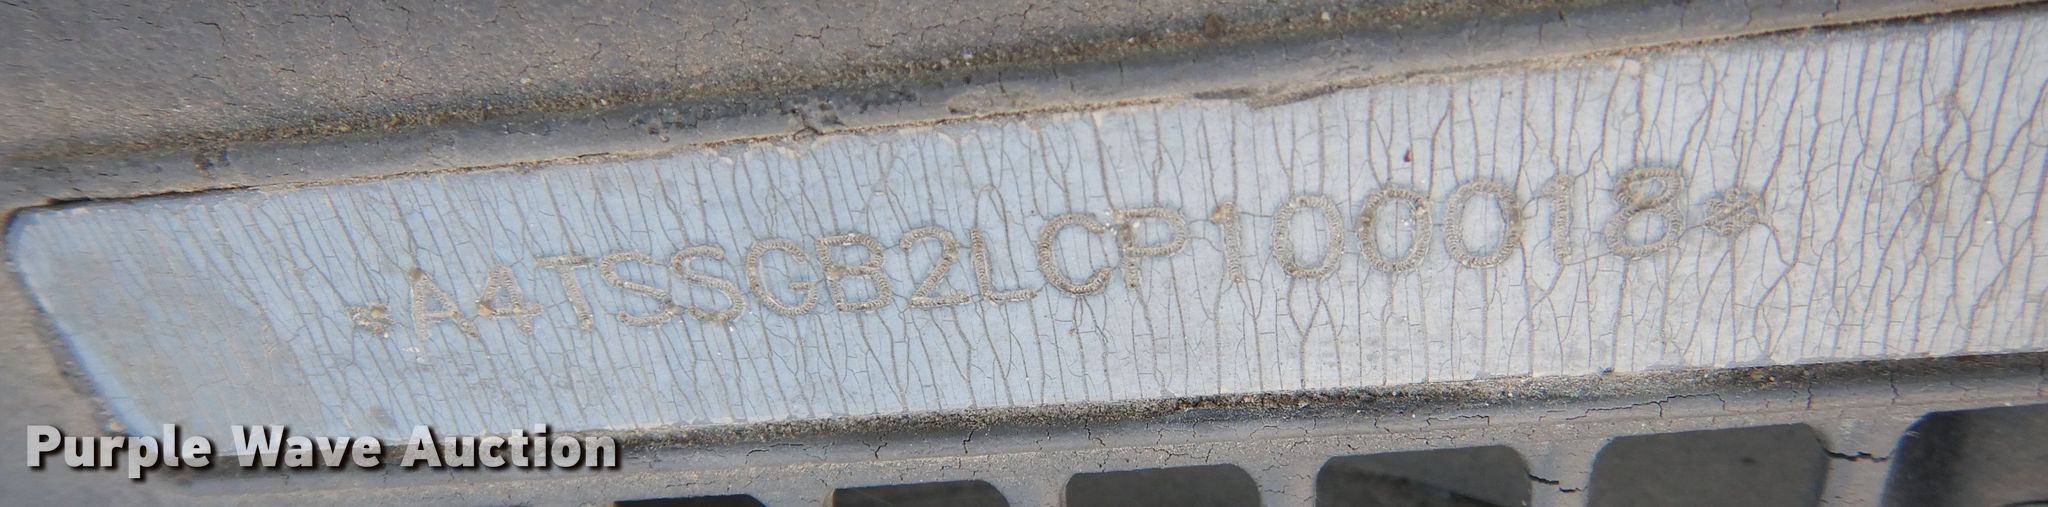 *A4TSSGB2LCP100018*
Purple Wave Auction